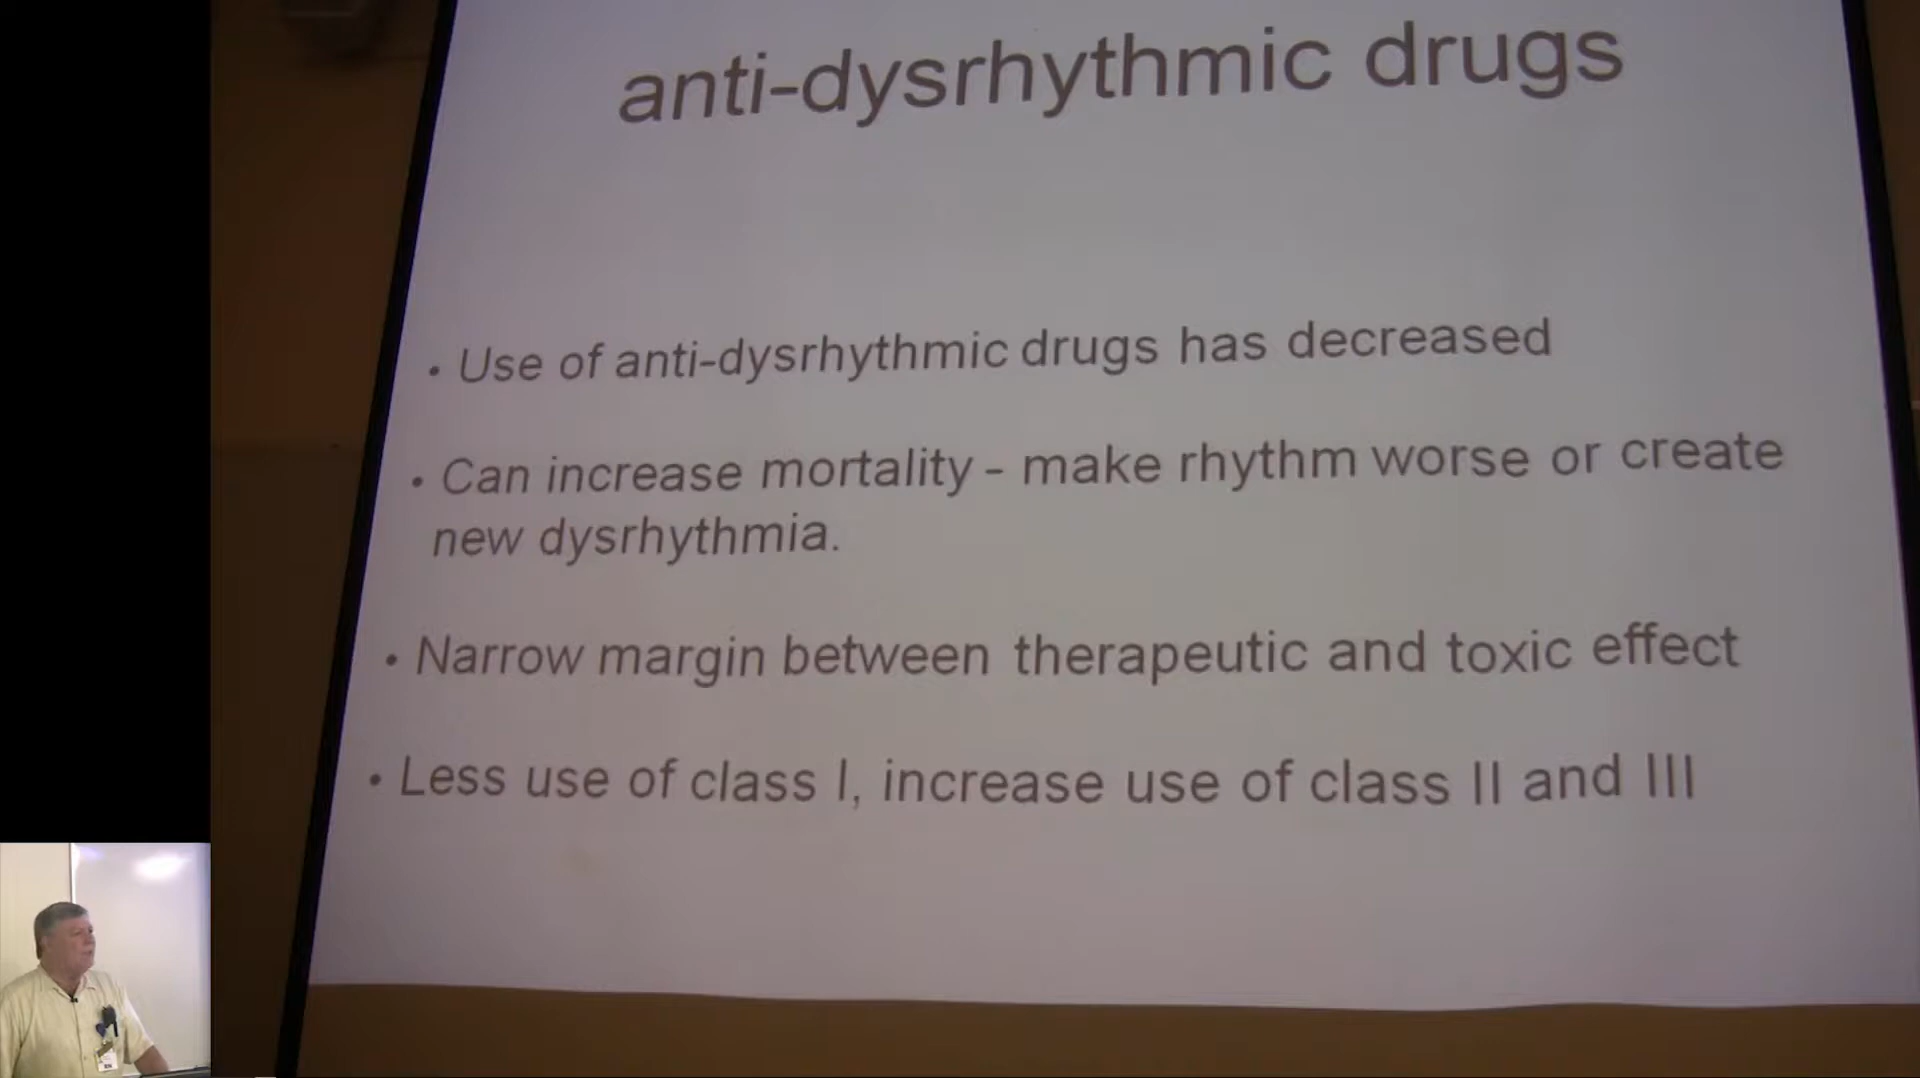 anti-dysrhythmic drugs
• Use of anti-dysrhythmic drugs has decreased
• Can increase mortality - make rhythm worse or create
new dysrhythmia.
• Narrow margin between therapeutic and toxic effect
• Less use of class I, increase use of class II and III
RN